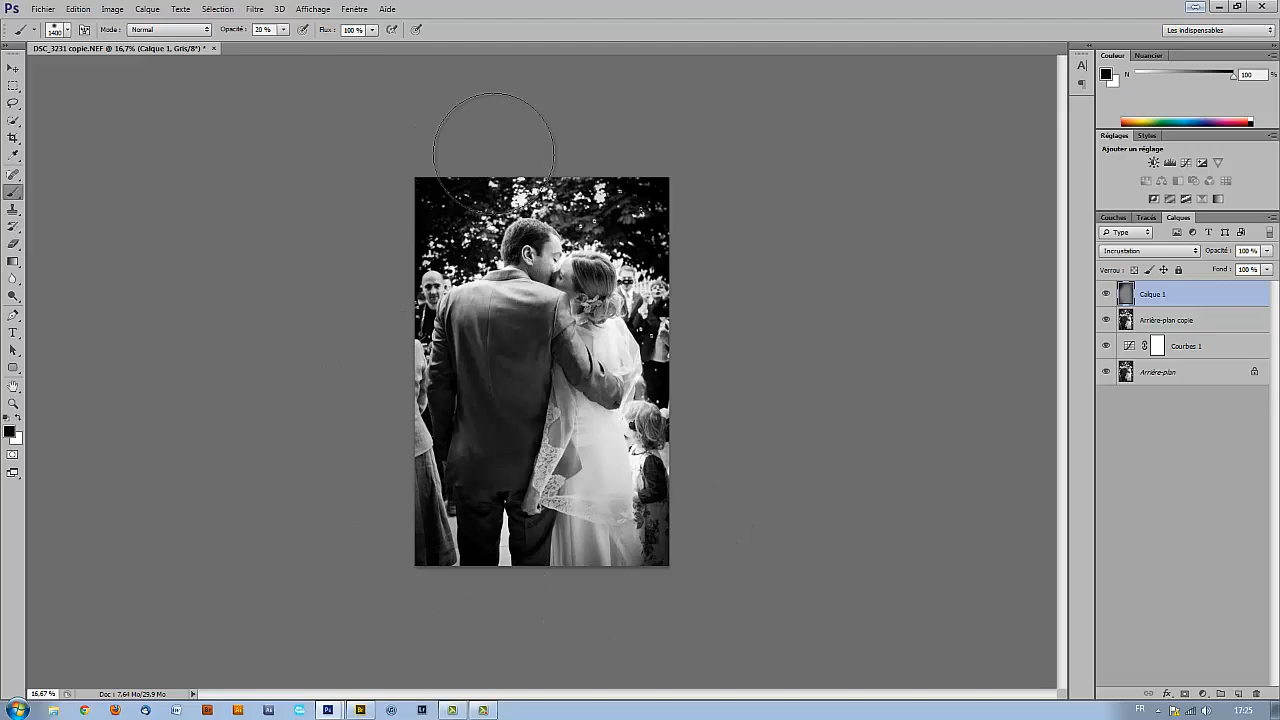 Ps Fichier Edition Image Calque Texte Sélection Filtre 3D Affichage Fenêtre Aide
1400 Mode : Normal Opacité : 20 % Flux : 100 % Les indispensables
DSC_3231 copie.NEF @ 16,7% (Calque 1, Gris/8*) * ×
Couleur Nuancier
N 100 %
Réglages Styles
Ajouter un réglage
Couches Tracés Calques
Type
Incrustation Opacité : 100 %
Verrou : Fond : 100 %
Calque 1
Arrière-plan copie
Courbes 1
Arrière-plan
16,67 % Doc : 7,64 Mo/29,9 Mo
FR 17:25